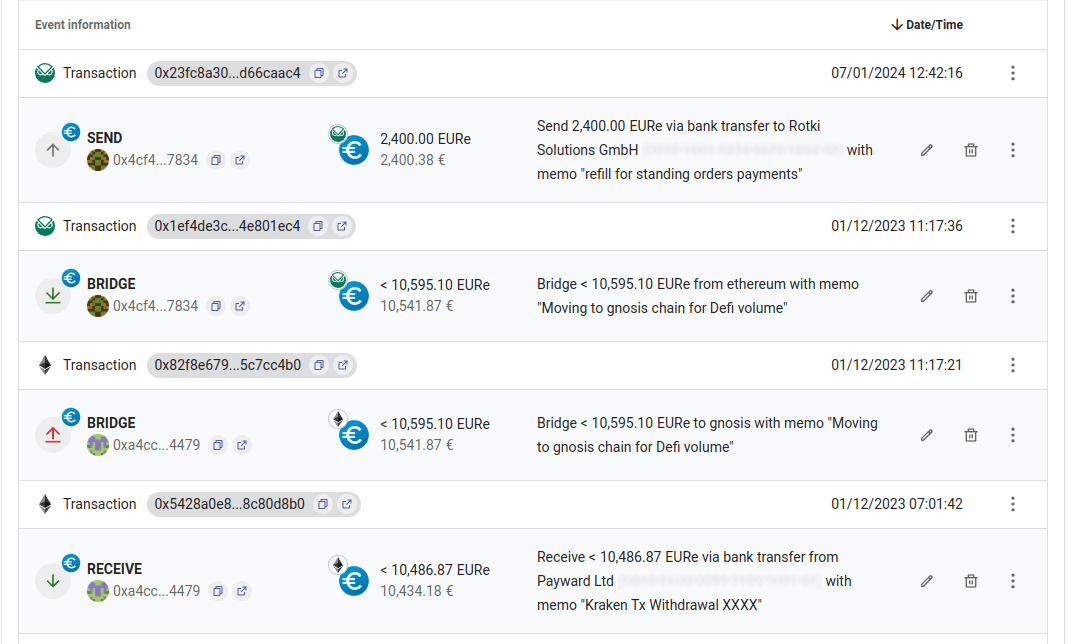 Event information
Date/Time
Transaction 0x23fc8a30...d66caac4 07/01/2024 12:42:16
SEND
0x4cf4...7834
2,400.00 EURe
2,400.38 €
Send 2,400.00 EURe via bank transfer to Rotki
Solutions GmbH with
memo "refill for standing orders payments"
Transaction 0x1ef4de3c...4e801ec4 01/12/2023 11:17:36
BRIDGE
0x4cf4...7834
< 10,595.10 EURe
10,541.87 €
Bridge < 10,595.10 EURe from ethereum with memo
"Moving to gnosis chain for Defi volume"
Transaction 0x82f8e679...5c7cc4b0 01/12/2023 11:17:21
BRIDGE
0xa4cc...4479
< 10,595.10 EURe
10,541.87 €
Bridge < 10,595.10 EURe to gnosis with memo "Moving
to gnosis chain for Defi volume"
Transaction 0x5428a0e8...8c80d8b0 01/12/2023 07:01:42
RECEIVE
0xa4cc...4479
< 10,486.87 EURe
10,434.18 €
Receive < 10,486.87 EURe via bank transfer from
Payward Ltd with
memo "Kraken Tx Withdrawal XXXX"